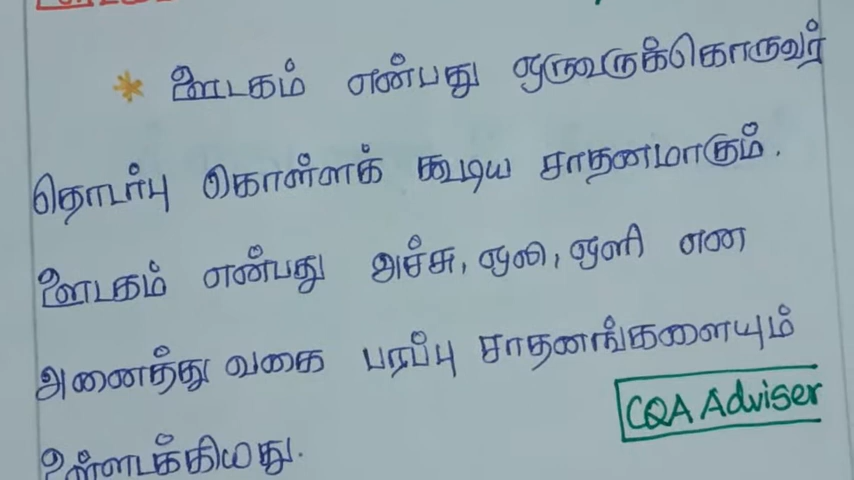 * ஊடகம் என்பது ஒருவருக்கொருவர்
தொடர்பு கொள்ளக் கூடிய சாதனமாகும்.
ஊடகம் என்பது அச்சு, ஒலி, ஒளி என
அனைத்து வகை பரப்பு சாதனங்களையும்
CQA Adviser
உள்ளடக்கியது.